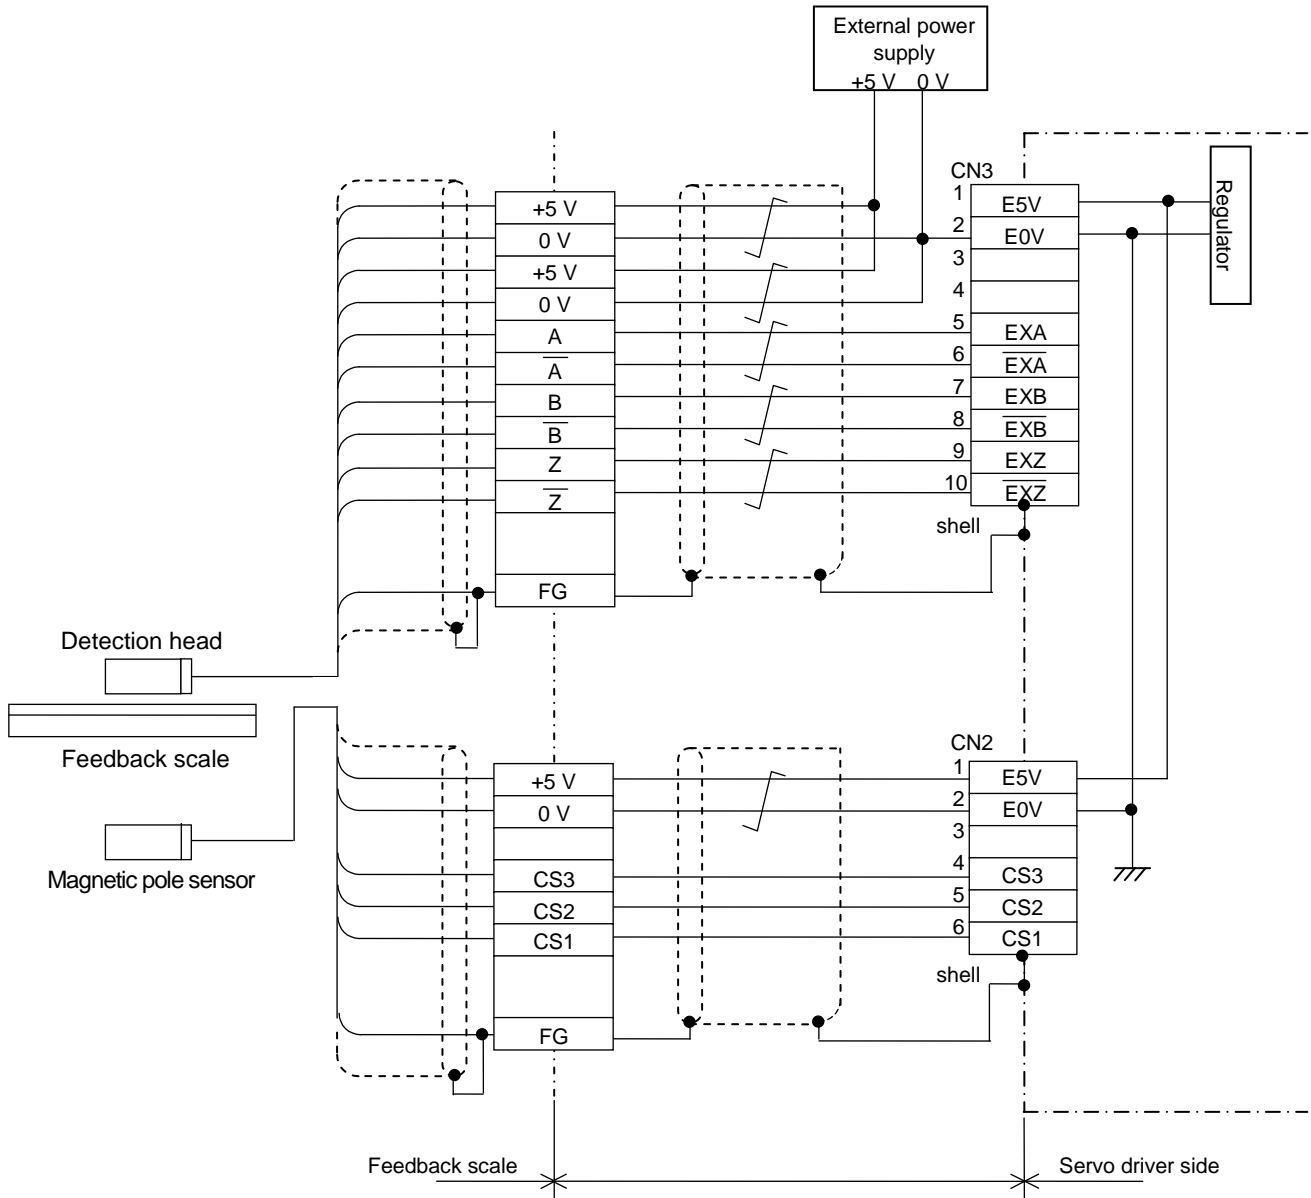 External power
supply
+5 V 0 V
CN3
1 E5V
2 E0V
3
4
5 EXA
6 E̅X̅A̅
7 EXB
8 E̅X̅B̅
9 EXZ
10 E̅X̅Z̅
shell
Regulator
+5 V
0 V
+5 V
0 V
A
A̅
B
B̅
Z
Z̅
FG
Detection head
Feedback scale
Magnetic pole sensor
+5 V
0 V
CS3
CS2
CS1
FG
CN2
1 E5V
2 E0V
3
4 CS3
5 CS2
6 CS1
shell
Feedback scale
Servo driver side